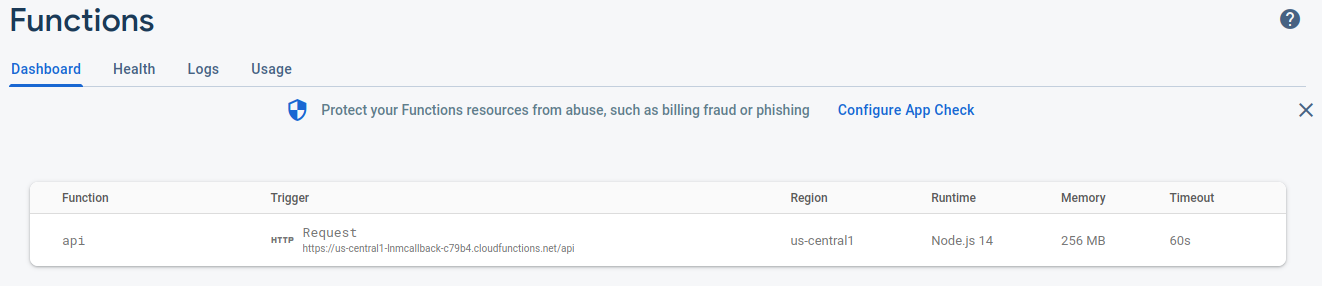 Functions
Dashboard Health Logs Usage
Protect your Functions resources from abuse, such as billing fraud or phishing Configure App Check
Function Trigger Region Runtime Memory Timeout
api HTTP Request us-central1 Node.js 14 256 MB 60s
https://us-central1-lnmcallback-c79b4.cloudfunctions.net/api